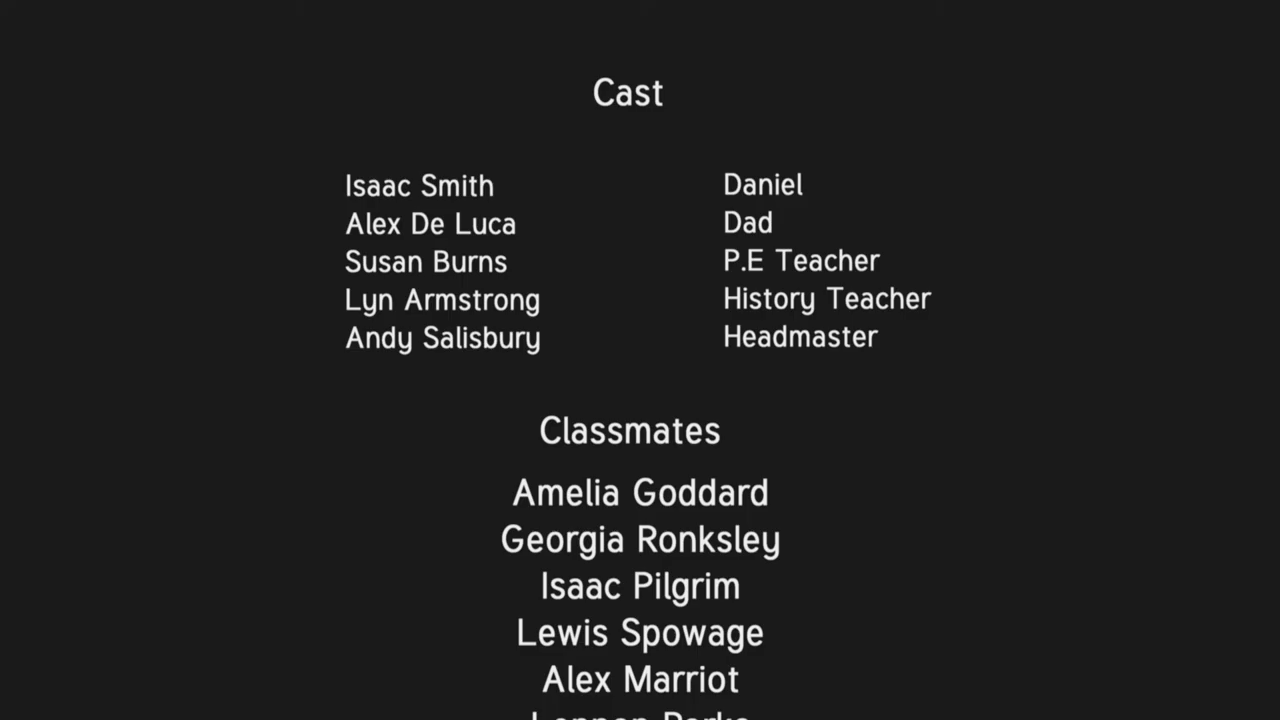 Cast
Isaac Smith Daniel
Alex De Luca Dad
Susan Burns P.E Teacher
Lyn Armstrong History Teacher
Andy Salisbury Headmaster
Classmates
Amelia Goddard
Georgia Ronksley
Isaac Pilgrim
Lewis Spowage
Alex Marriot